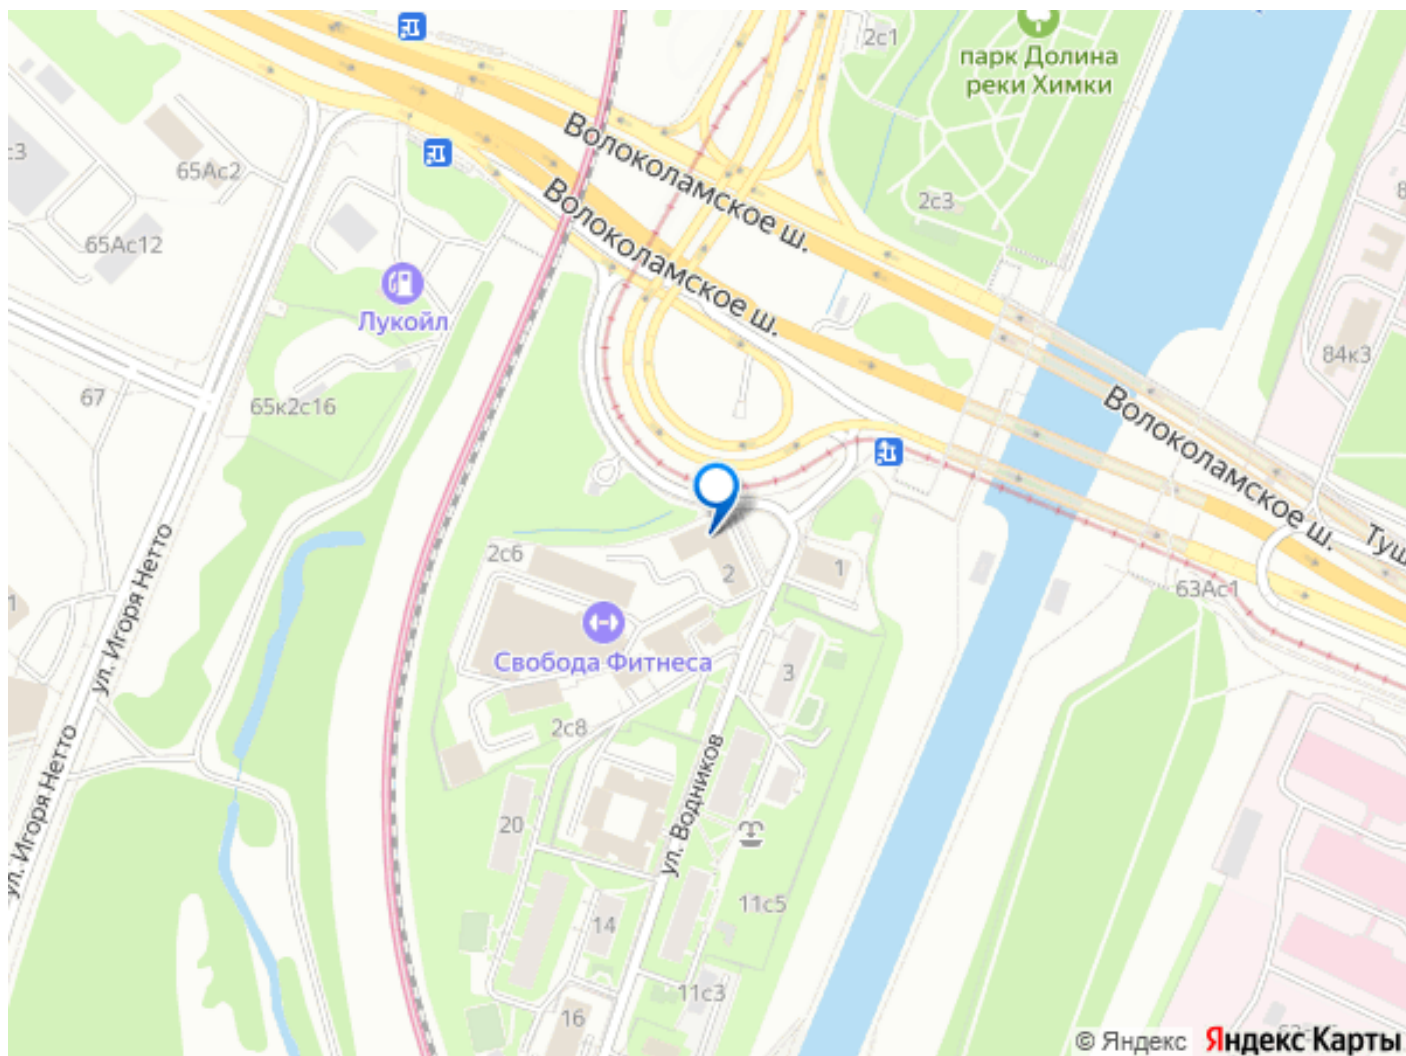 2с1
парк Долина
реки Химки
Волоколамское ш.
65Ас2
Волоколамское ш.
2с3
65Ас12
Лукойл
84к3
67
65к2с16
Волоколамское ш.
ул. Игоря Нетто
2с6
2
1
63Ас1
Свобода Фитнеса
3
2с8
ул. Игоря Нетто
ул. Водников
20
11с5
14
11с3
16
© Яндекс Яндекс Карты